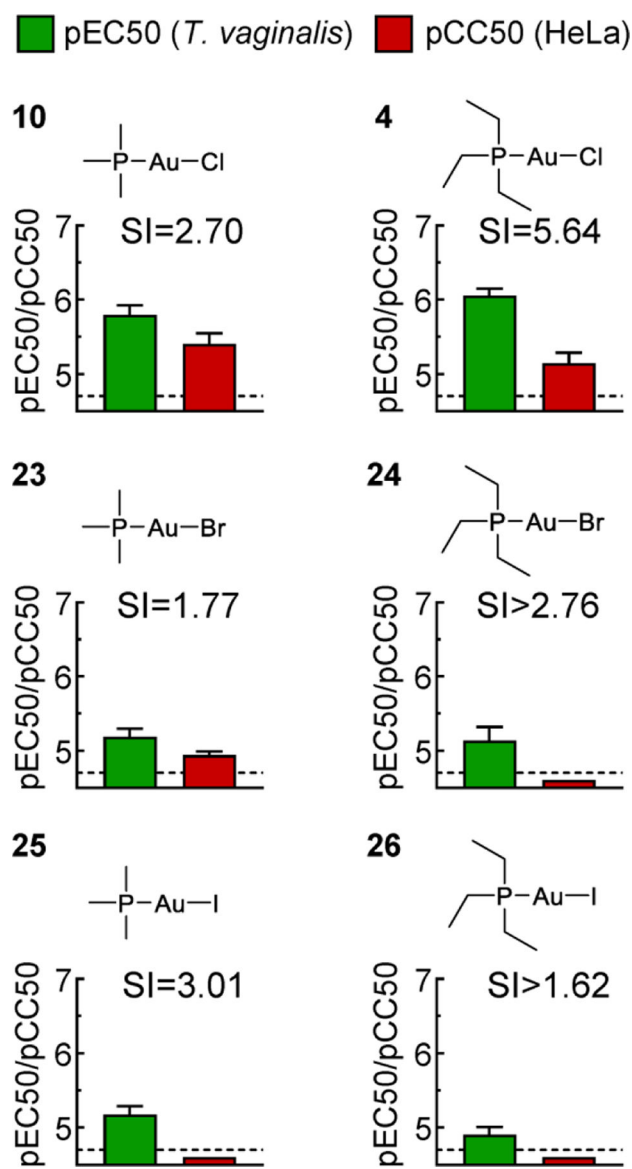 pEC50 (T. vaginalis) pCC50 (HeLa)
10
P Au Cl
SI=2.70
pEC50/pCC50
7
6
5
4
P Au Cl
SI=5.64
pEC50/pCC50
7
6
5
23
P Au Br
SI=1.77
pEC50/pCC50
7
6
5
24
P Au Br
SI>2.76
pEC50/pCC50
7
6
5
25
P Au I
SI=3.01
pEC50/pCC50
7
6
5
26
P Au I
SI>1.62
pEC50/pCC50
7
6
5